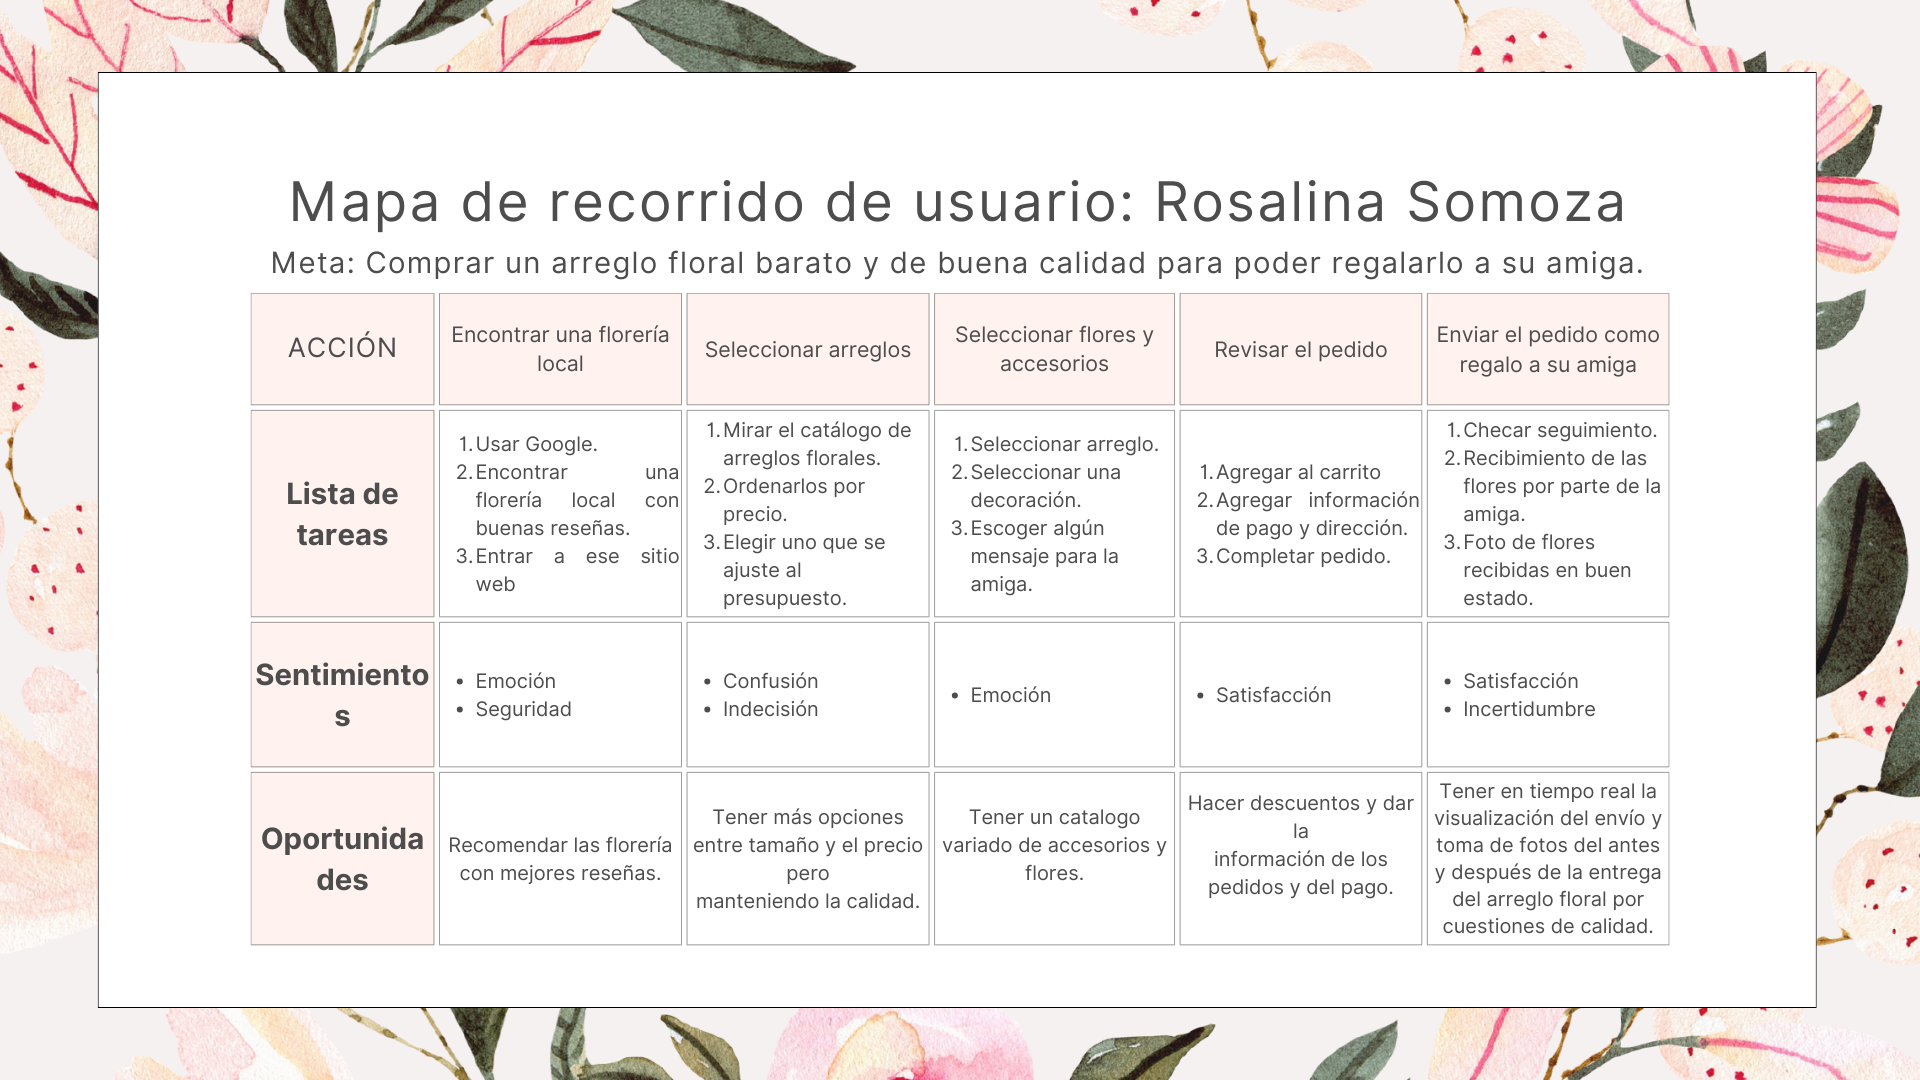 Mapa de recorrido de usuario: Rosalina Somoza
Meta: Comprar un arreglo floral barato y de buena calidad para poder regalarlo a su amiga.
ACCIÓN
Encontrar una florería
local
Seleccionar arreglos
Seleccionar flores y
accesorios
Revisar el pedido
Enviar el pedido como
regalo a su amiga
Lista de
tareas
1. Usar Google.
2. Encontrar una
florería local con
buenas reseñas.
3. Entrar a ese sitio
web
1. Mirar el catálogo de
arreglos florales.
2. Ordenarlos por
precio.
3. Elegir uno que se
ajuste al
presupuesto.
1. Seleccionar arreglo.
2. Seleccionar una
decoración.
3. Escoger algún
mensaje para la
amiga.
1. Agregar al carrito
2. Agregar información
de pago y dirección.
3. Completar pedido.
1. Checar seguimiento.
2. Recibimiento de las
flores por parte de la
amiga.
3. Foto de flores
recibidas en buen
estado.
Sentimiento
s
• Emoción
• Seguridad
• Confusión
• Indecisión
• Emoción
• Satisfacción
• Satisfacción
• Incertidumbre
Oportunida
des
Recomendar las florería
con mejores reseñas.
Tener más opciones
entre tamaño y el precio
pero
manteniendo la calidad.
Tener un catalogo
variado de accesorios y
flores.
Hacer descuentos y dar
la
información de los
pedidos y del pago.
Tener en tiempo real la
visualización del envío y
toma de fotos del antes
y después de la entrega
del arreglo floral por
cuestiones de calidad.